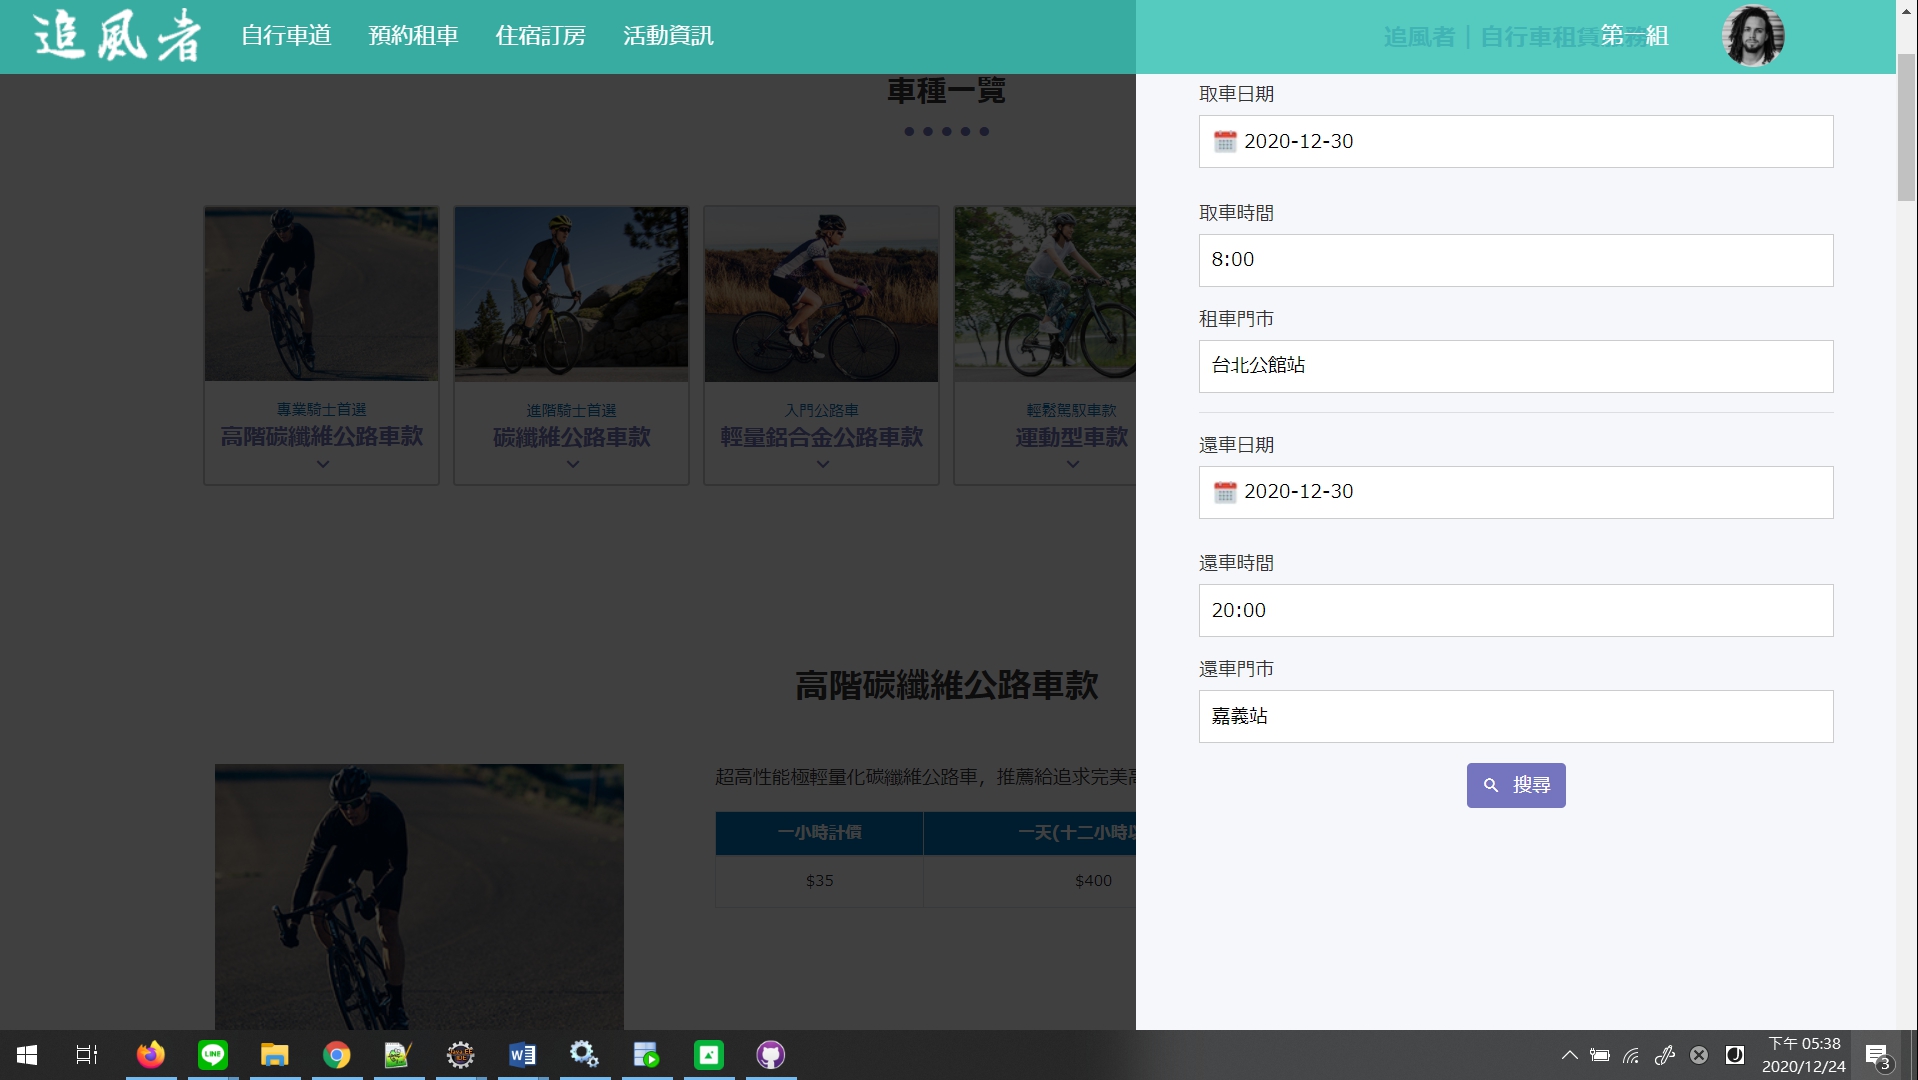 追風者
自行車道
預約租車
住宿訂房
活動資訊
追風者｜自行車租賃
第一組
車種一覽
專業騎士首選
高階碳纖維公路車款
進階騎士首選
碳纖維公路車款
入門公路車
輕量鋁合金公路車款
輕鬆駕馭車款
運動型車款
高階碳纖維公路車款
超高性能極輕量化碳纖維公路車，推薦給追求完美
一小時計價
一天(十二小時以
$35
$400
取車日期
2020-12-30
取車時間
8:00
租車門市
台北公館站
還車日期
2020-12-30
還車時間
20:00
還車門市
嘉義站
搜尋
LINE
下午 05:38
2020/12/24
3